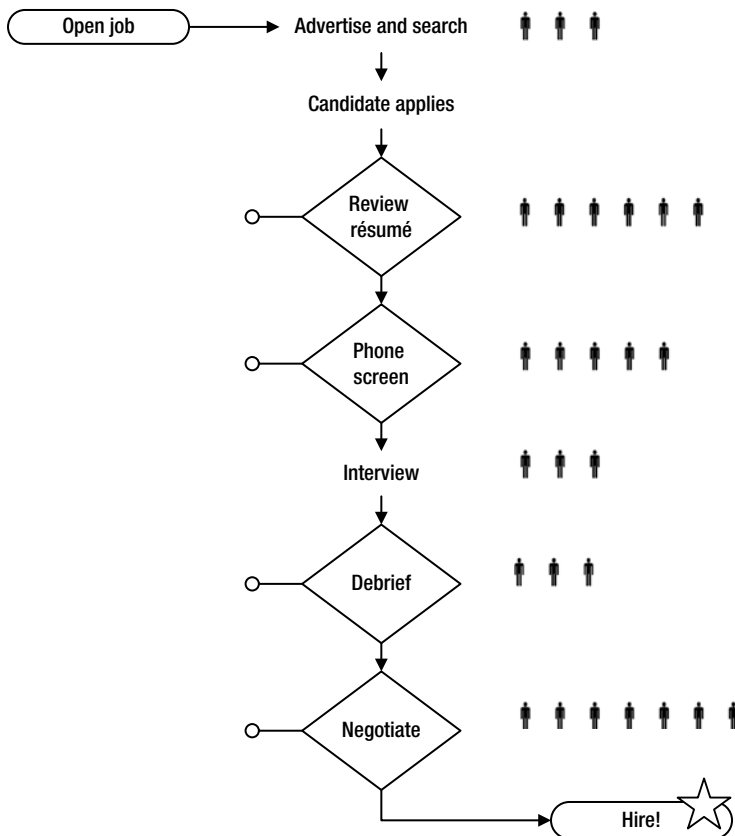 Open job
Advertise and search
Candidate applies
Review
résumé
Phone
screen
Interview
Debrief
Negotiate
Hire!